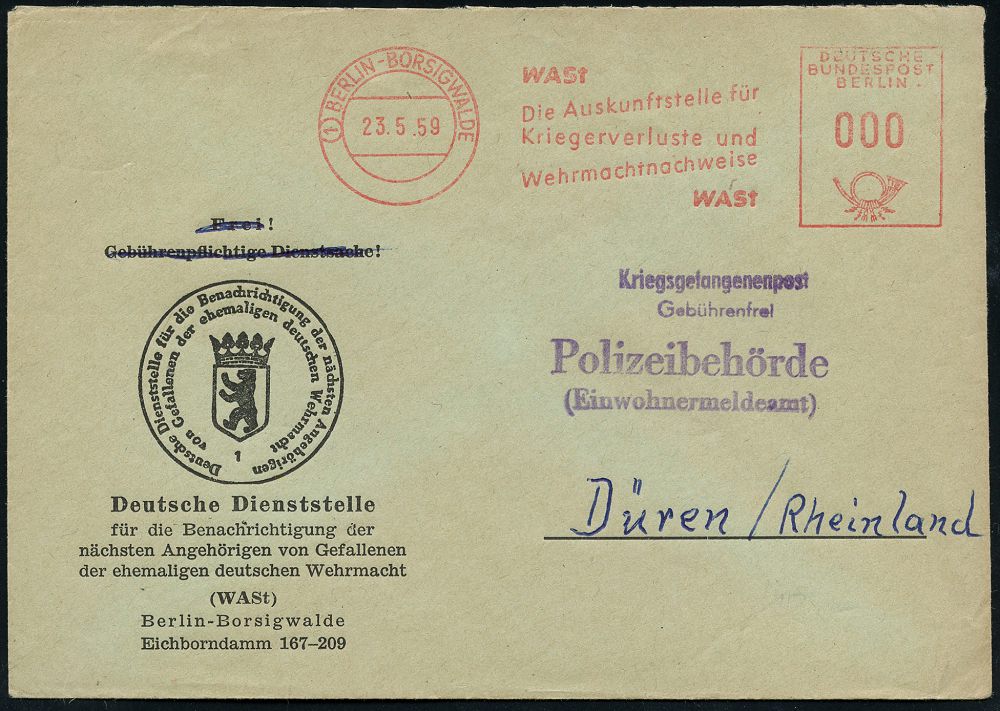 (1) BERLIN-BORSIGWALDE
23.5.59
WASt
Die Auskunftstelle für
Kriegerverluste und
Wehrmachtnachweise
WASt
DEUTSCHE
BUNDESPOST
BERLIN
000
Frei!
Gebührenpflichtige Dienstsache!
Deutsche Dienststelle für die Benachrichtigung der nächsten Angehörigen
von Gefallenen der ehemaligen deutschen Wehrmacht
1
Kriegsgefangenenpost
Gebührenfrei
Polizeibehörde
(Einwohnermeldeamt)
Düren / Rheinland
Deutsche Dienststelle
für die Benachrichtigung der
nächsten Angehörigen von Gefallenen
der ehemaligen deutschen Wehrmacht
(WASt)
Berlin-Borsigwalde
Eichborndamm 167–209